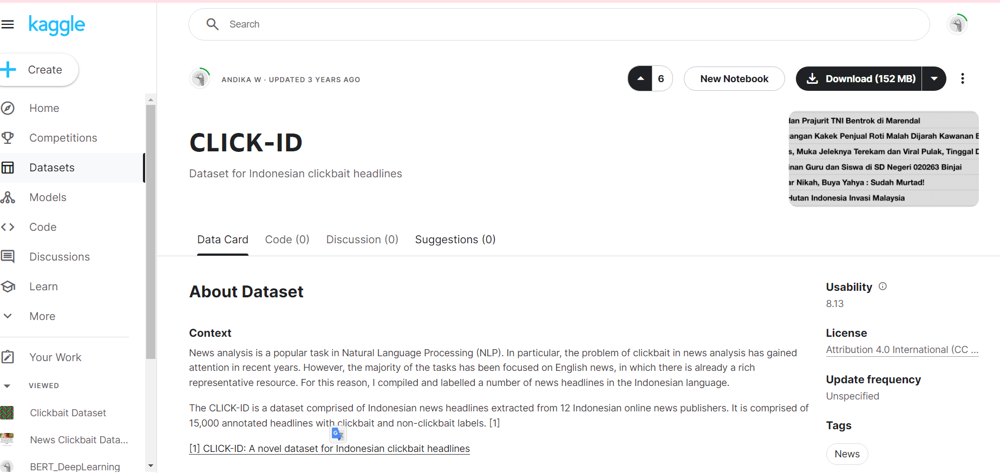 kaggle
Search
Create
Home
Competitions
Datasets
Models
Code
Discussions
Learn
More
Your Work
VIEWED
Clickbait Dataset
News Clickbait Data...
BERT_DeepLearning
ANDIKA W · UPDATED 3 YEARS AGO
6
New Notebook
Download (152 MB)
CLICK-ID
Dataset for Indonesian clickbait headlines
dan Prajurit TNI Bentrok di Marendal
angan Kakek Penjual Roti Malah Dijarah Kawanan
s, Muka Jeleknya Terekam dan Viral Pulak, Tinggal
inan Guru dan Siswa di SD Negeri 020263 Binjai
ar Nikah, Buya Yahya : Sudah Murtad!
Hutan Indonesia Invasi Malaysia
Data Card
Code (0)
Discussion (0)
Suggestions (0)
About Dataset
Context
News analysis is a popular task in Natural Language Processing (NLP). In particular, the problem of clickbait in news analysis has gained
attention in recent years. However, the majority of the tasks has been focused on English news, in which there is already a rich
representative resource. For this reason, I compiled and labelled a number of news headlines in the Indonesian language.
The CLICK-ID is a dataset comprised of Indonesian news headlines extracted from 12 Indonesian online news publishers. It is comprised of
15,000 annotated headlines with clickbait and non-clickbait labels. [1]
[1] CLICK-ID: A novel dataset for Indonesian clickbait headlines
Usability
8.13
License
Attribution 4.0 International (CC ...
Update frequency
Unspecified
Tags
News